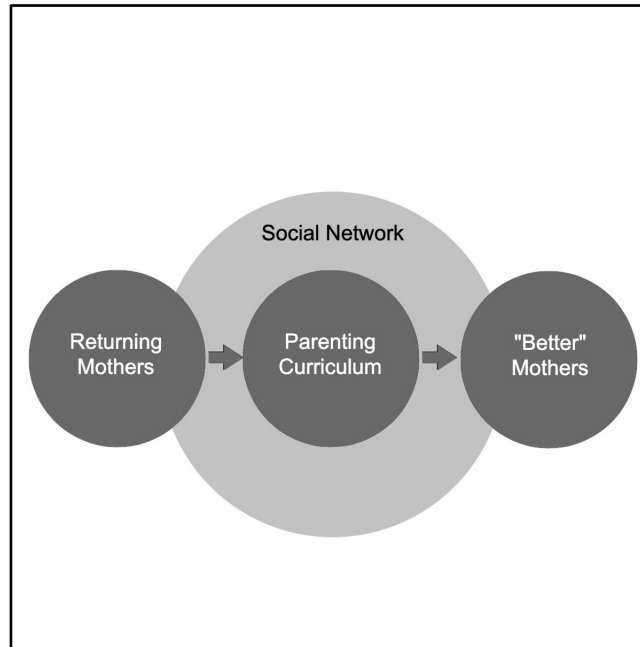 Social Network
Returning
Mothers
Parenting
Curriculum
"Better"
Mothers